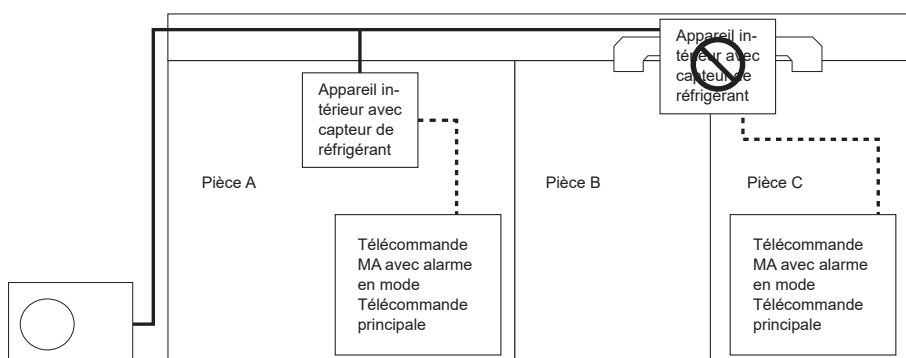 Appareil in-
térieur avec
capteur de
réfrigérant
Appareil in-
térieur avec
capteur de
réfrigérant
Pièce A
Pièce B
Pièce C
Télécommande
MA avec alarme
en mode
Télécommande
principale
Télécommande
MA avec alarme
en mode
Télécommande
principale